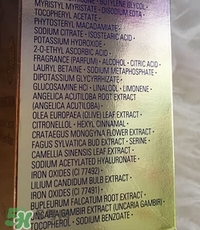 BUTYLENE GLYCOL
MYRISTYL MYRISTATE · DISODIUM EDTA ·
TOCOPHERYL ACETATE ·
PHYTOSTERYL MACADAMIATE ·
SODIUM CITRATE · ISOSTEARIC ACID ·
POTASSIUM HYDROXIDE ·
2-O-ETHYL ASCORBIC ACID ·
FRAGRANCE (PARFUM) · ALCOHOL · CITRIC ACID ·
LAURYL BETAINE · SODIUM METAPHOSPHATE ·
DIPOTASSIUM GLYCYRRHIZATE ·
GLUCOSAMINE HCl · LINALOOL · LIMONENE ·
ANGELICA ACUTILOBA ROOT EXTRACT
(ANGELICA ACUTILOBA) ·
OLEA EUROPAEA (OLIVE) LEAF EXTRACT ·
CITRONELLOL · HEXYL CINNAMAL ·
CRATAEGUS MONOGYNA FLOWER EXTRACT ·
FAGUS SYLVATICA BUD EXTRACT · SERINE ·
CAMELLIA SINENSIS LEAF EXTRACT ·
SODIUM ACETYLATED HYALURONATE ·
IRON OXIDES (CI 77492) ·
LILIUM CANDIDUM BULB EXTRACT ·
IRON OXIDES (CI 77491) ·
BUPLEURUM FALCATUM ROOT EXTRACT ·
UNCARIA GAMBIR EXTRACT (UNCARIA GAMBIR) ·
TOCOPHEROL · SODIUM BENZOATE ·